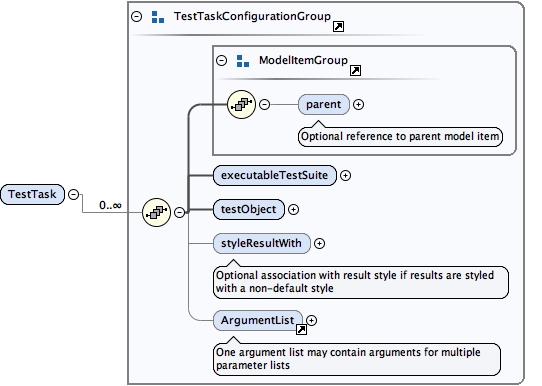 TestTaskConfigurationGroup
ModelItemGroup
parent
Optional reference to parent model item
executableTestSuite
TestTask
0..∞
testObject
styleResultWith
Optional association with result style if results are styled
with a non-default style
ArgumentList
One argument list may contain arguments for multiple
parameter lists